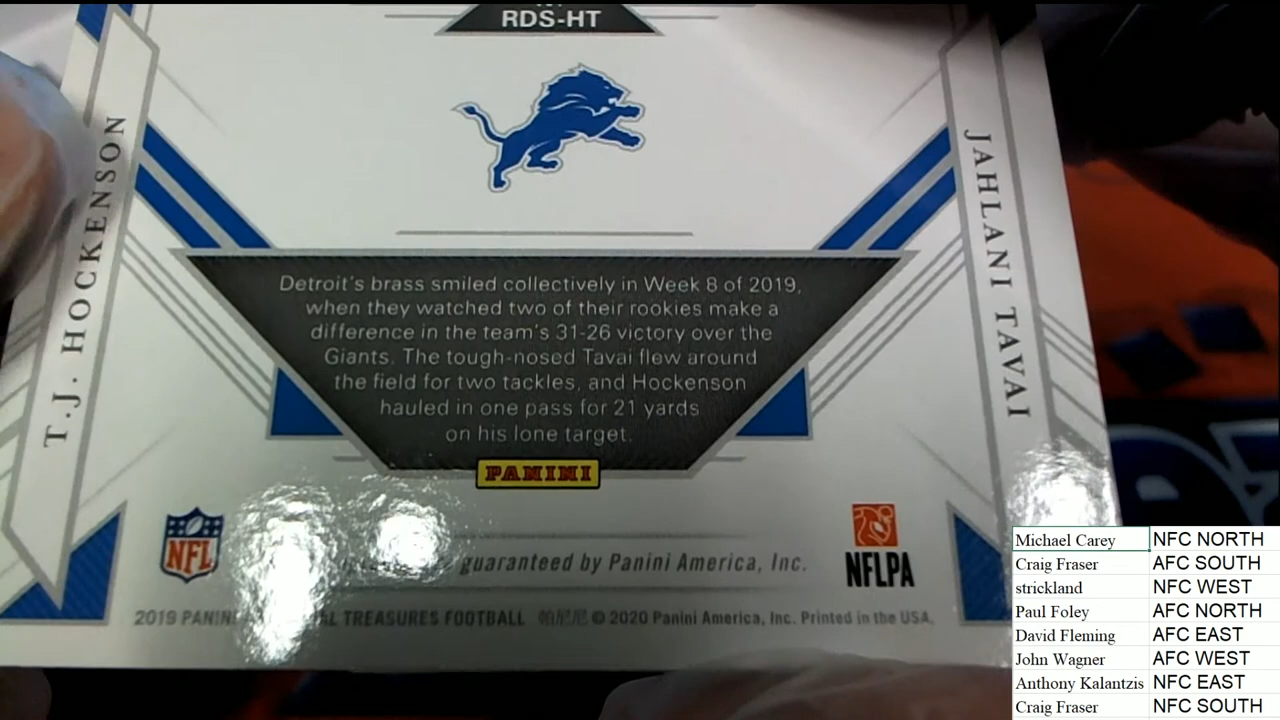 RDS-HT
T.J. HOCKENSON
JAHLANI TAVAI
Detroit's brass smiled collectively in Week 8 of 2019,
when they watched two of their rookies make a
difference in the team's 31-26 victory over the
Giants. The tough-nosed Tavai flew around
the field for two tackles, and Hockenson
hauled in one pass for 21 yards
on his lone target.
PANINI
NFL
guaranteed by Panini America, Inc.
NFLPA
2019 PANINI TREASURES FOOTBALL 帕尼尼 © 2020 Panini America, Inc. Printed in the USA.
Michael Carey NFC NORTH
Craig Fraser AFC SOUTH
strickland NFC WEST
Paul Foley AFC NORTH
David Fleming AFC EAST
John Wagner AFC WEST
Anthony Kalantzis NFC EAST
Craig Fraser NFC SOUTH